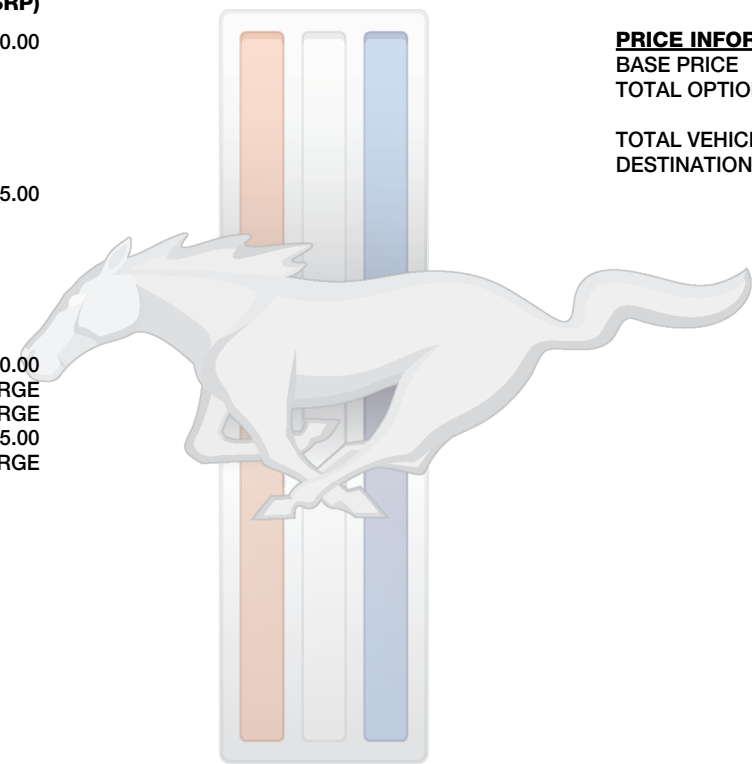 SRP)
0.00
5.00
0.00
RGE
RGE
5.00
RGE
PRICE INFOR
BASE PRICE
TOTAL OPTIO
TOTAL VEHIC
DESTINATION